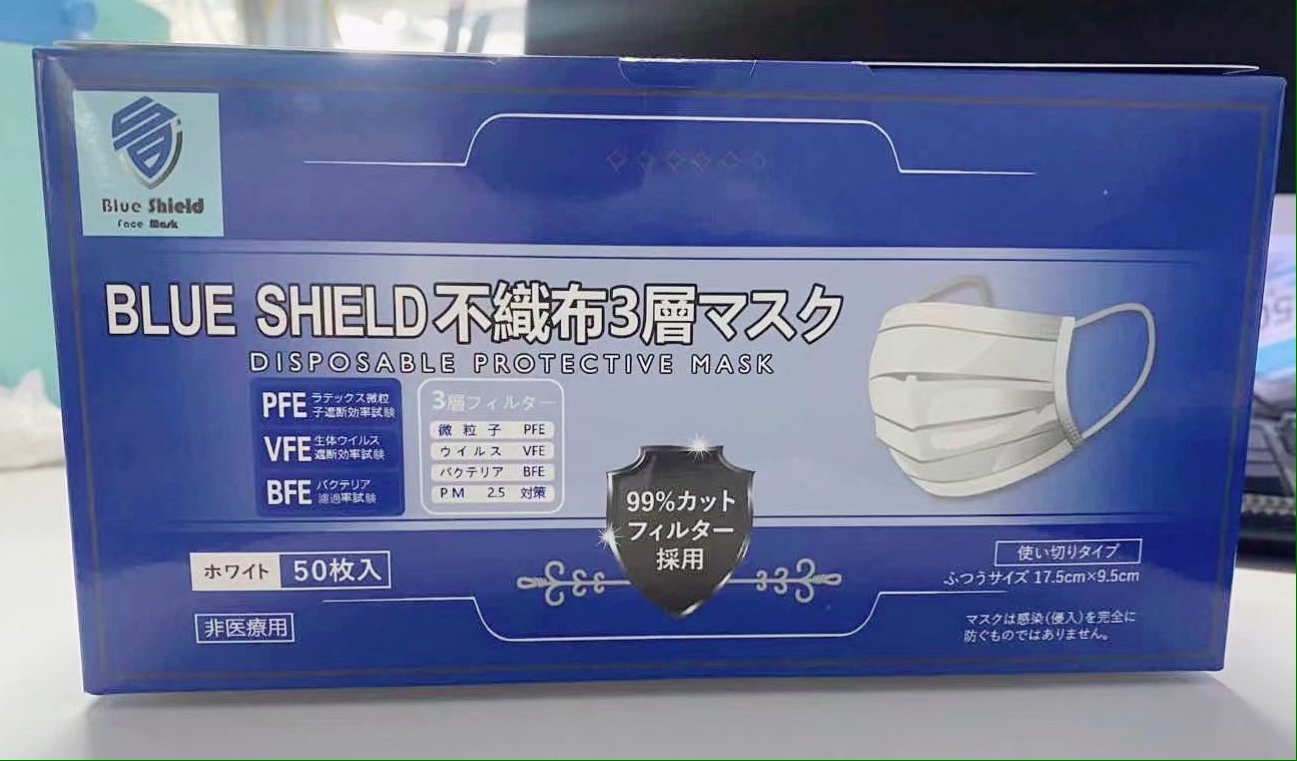 Blue Shield
Face Mask
BLUE SHIELD不織布3層マスク
DISPOSABLE PROTECTIVE MASK
PFE ラテックス微粒
子遮断効率試験
VFE 生体ウイルス
遮断効率試験
BFE バクテリア
濾過率試験
3層フィルター
微粒子 PFE
ウイルス VFE
バクテリア BFE
PM 2.5 対策
99%カット
フィルター
採用
ホワイト 50枚入
非医療用
使い切りタイプ
ふつうサイズ 17.5cm×9.5cm
マスクは感染(侵入)を完全に
防ぐものではありません。